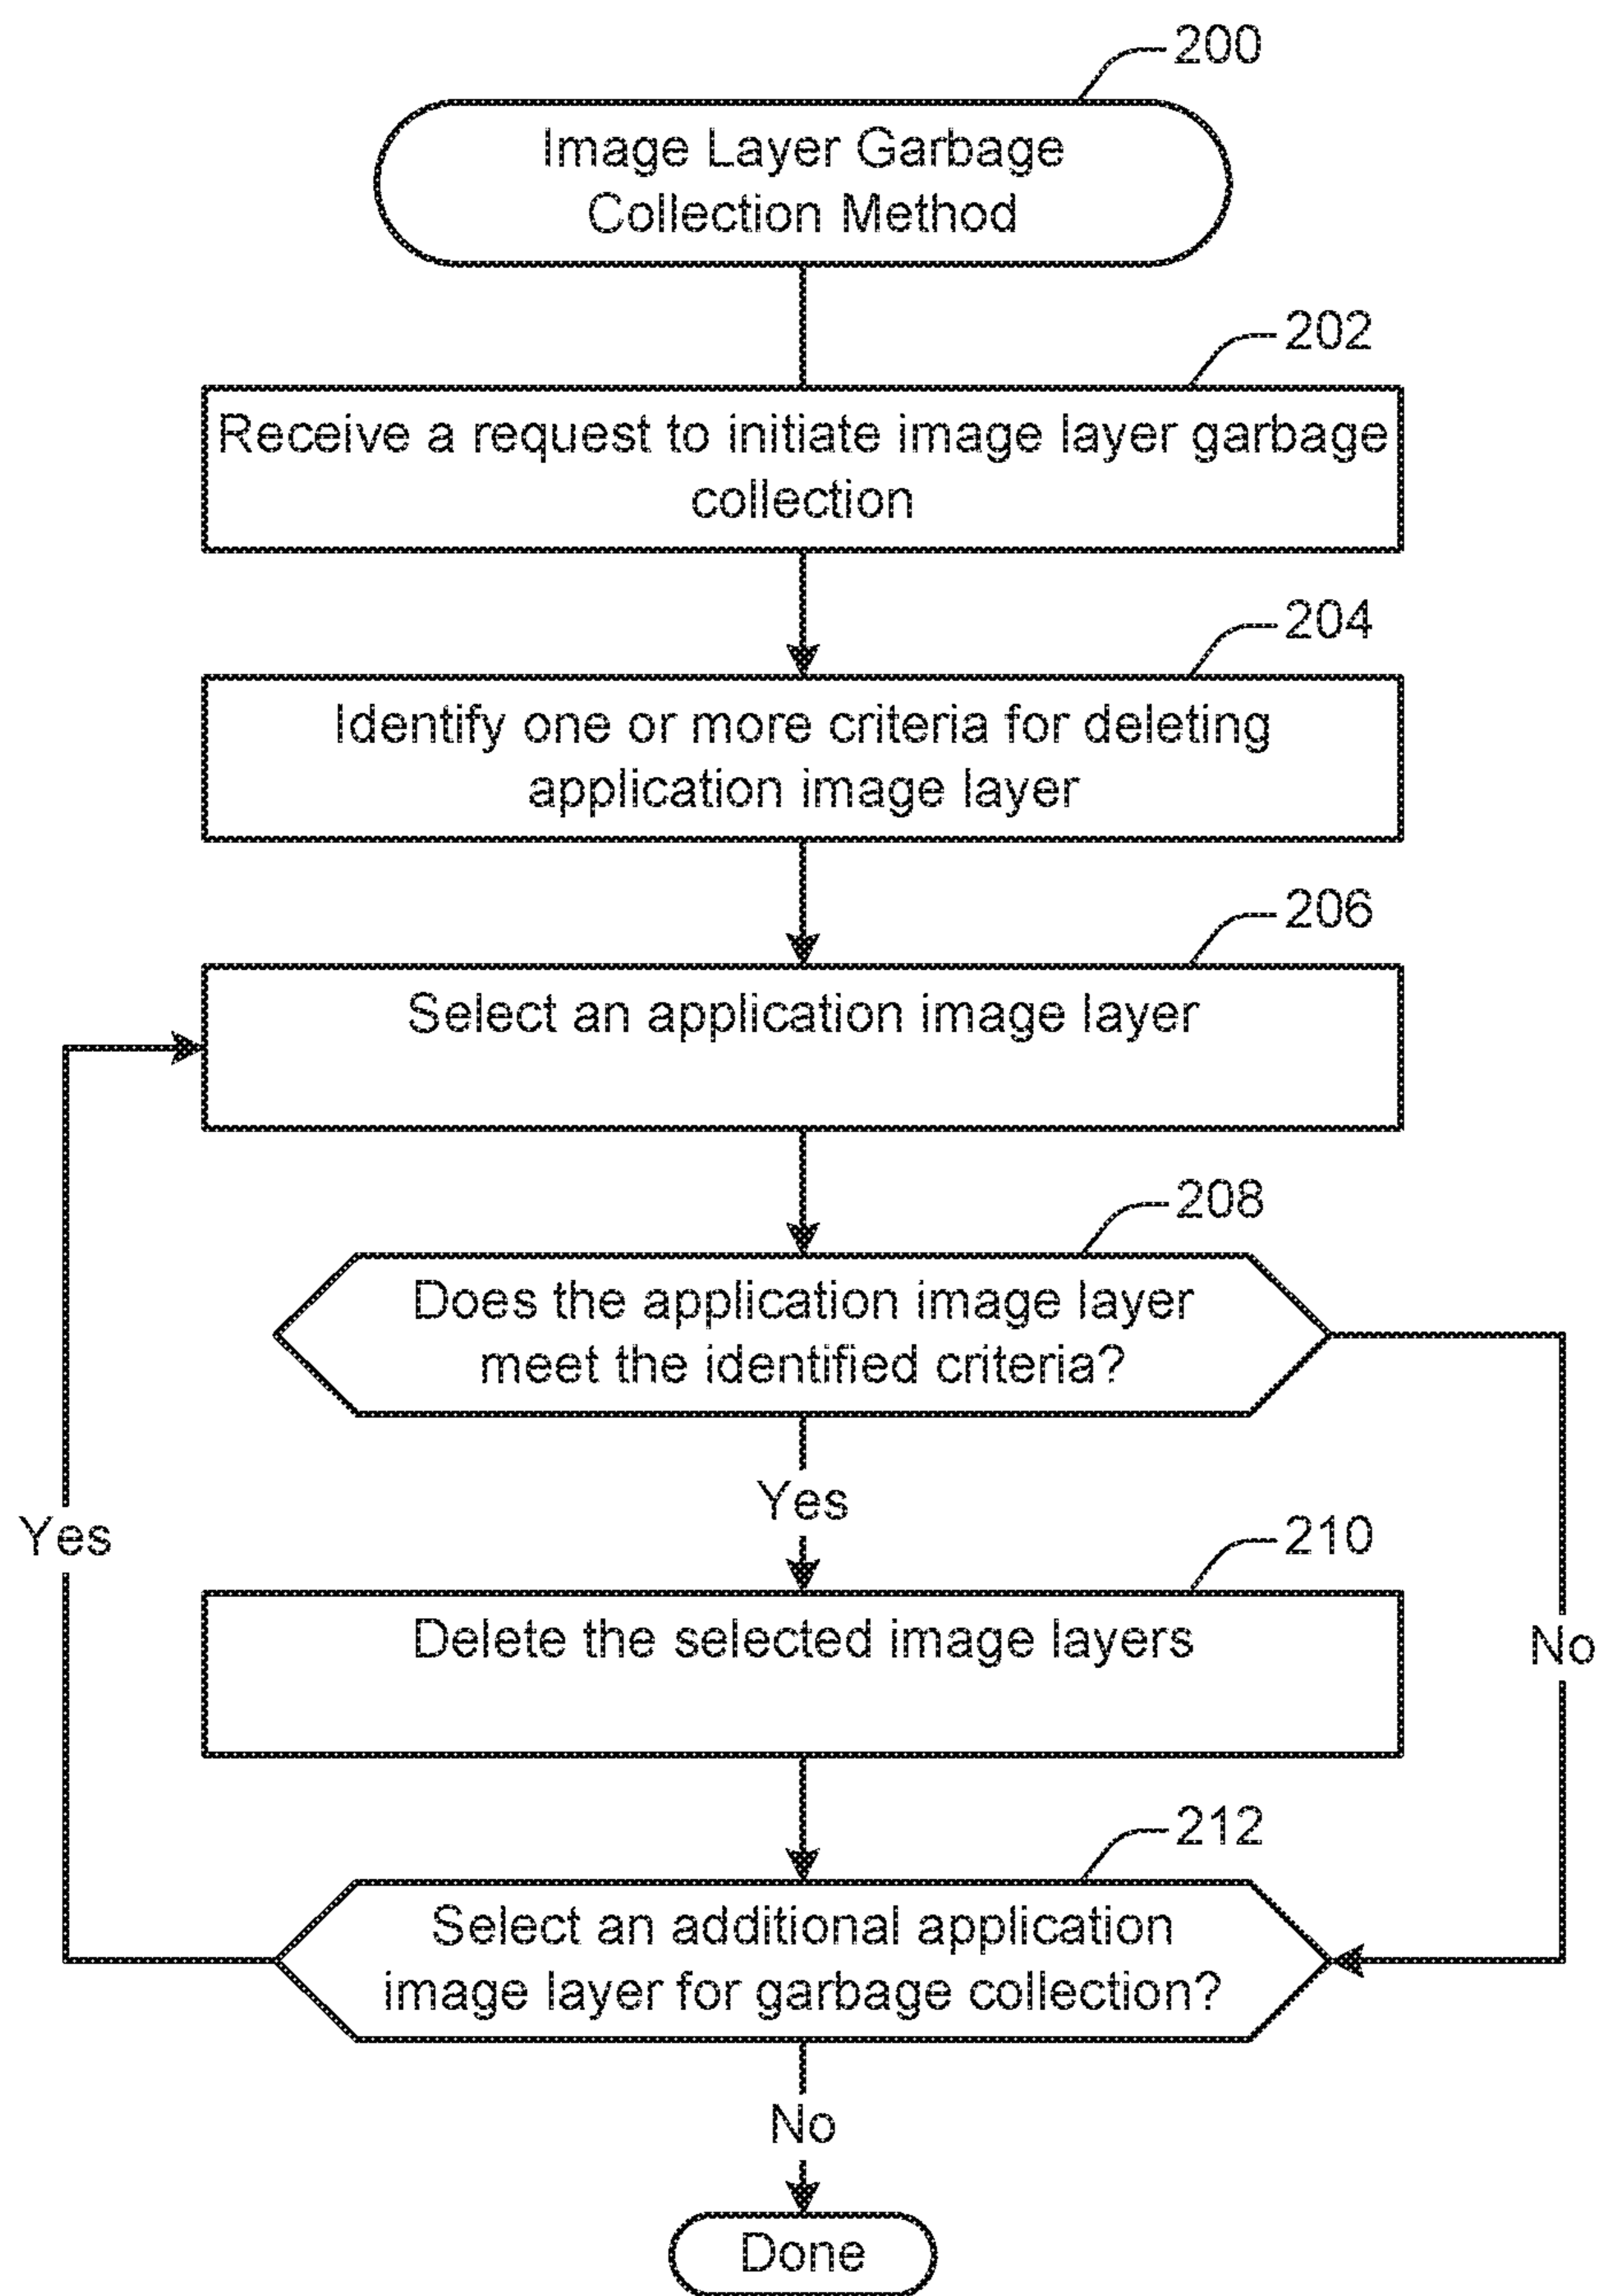 200
Image Layer Garbage
Collection Method
202
Receive a request to initiate image layer garbage
collection
204
Identify one or more criteria for deleting
application image layer
206
Select an application image layer
208
Does the application image layer
meet the identified criteria?
Yes
Yes
210
Delete the selected image layers
No
212
Select an additional application
image layer for garbage collection?
No
Done